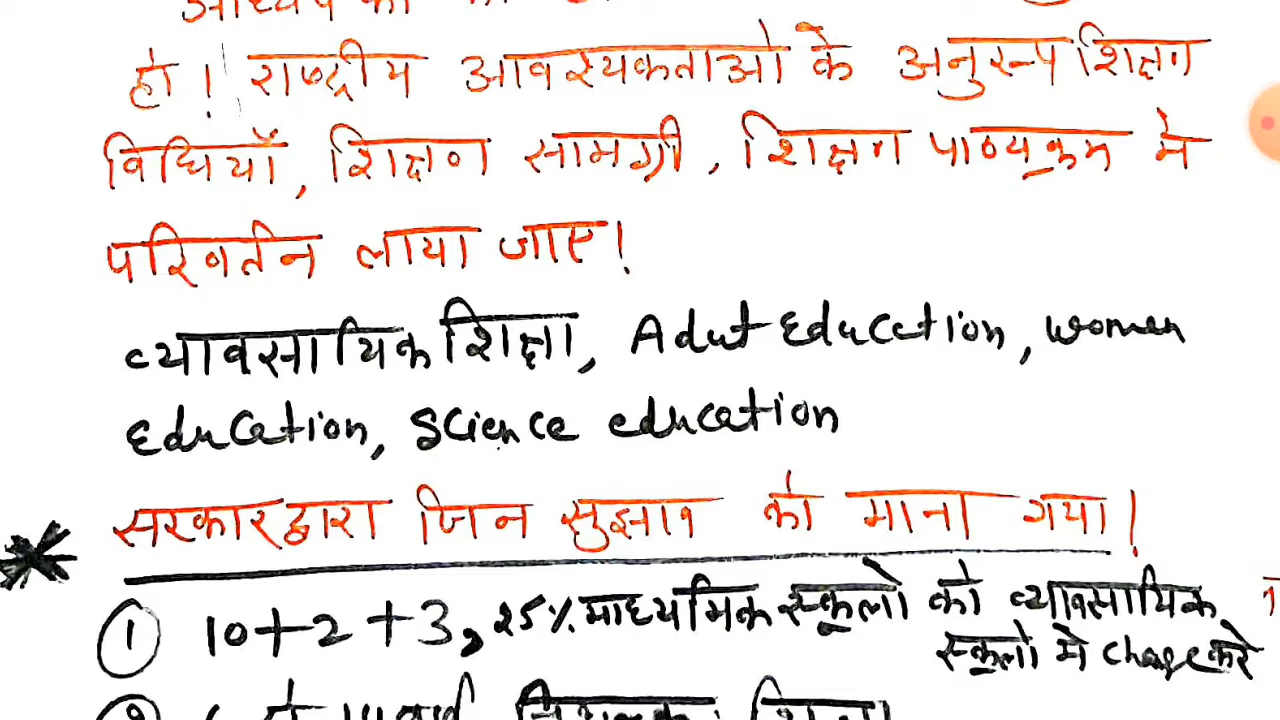 हो! राष्ट्रीय आवश्यकताओ के अनुरूप शिक्षण
विधियाँ, शिक्षण सामग्री, शिक्षण पाठ्यक्रम मे
परिवर्तन लाया जाए!
व्यावसायिक शिक्षा, Adut Education, women
Education, Science education
सरकार द्वारा जिन सुझाव को माना गया!
① 10+2+3, 25% माध्यमिक स्कूलो को व्यावसायिक
स्कूलो मे change करे